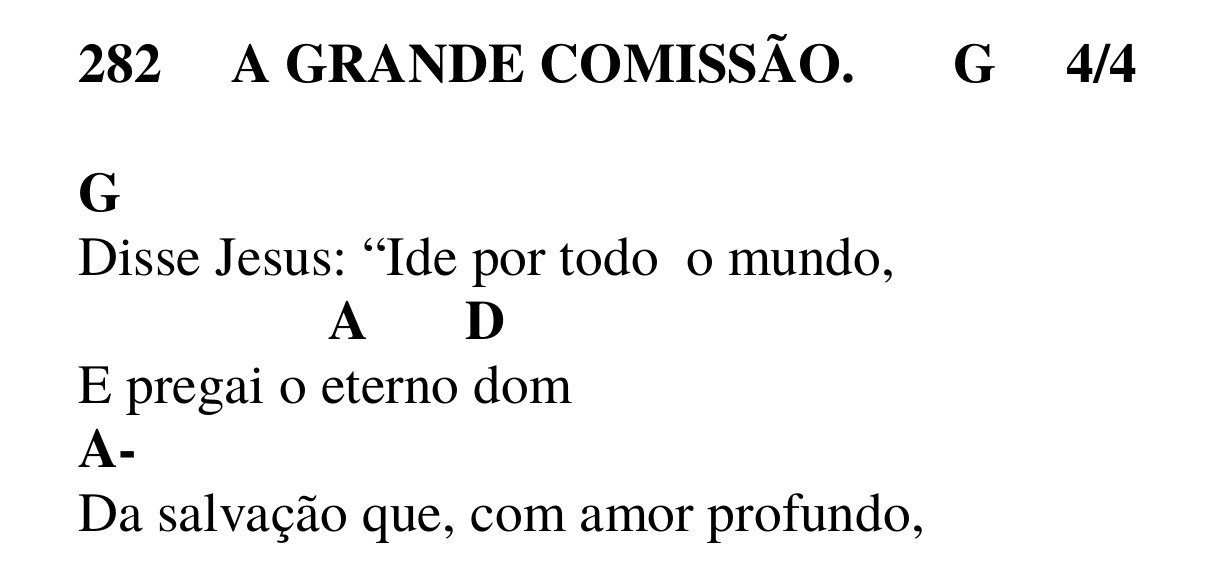 282 A GRANDE COMISSÃO. G 4/4
G
Disse Jesus: “Ide por todo o mundo,
A D
E pregai o eterno dom
A-
Da salvação que, com amor profundo,